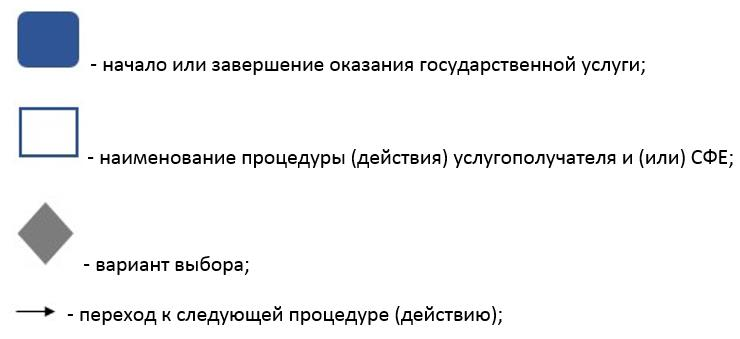 - начало или завершение оказания государственной услуги;
- наименование процедуры (действия) услугополучателя и (или) СФЕ;
- вариант выбора;
- переход к следующей процедуре (действию);